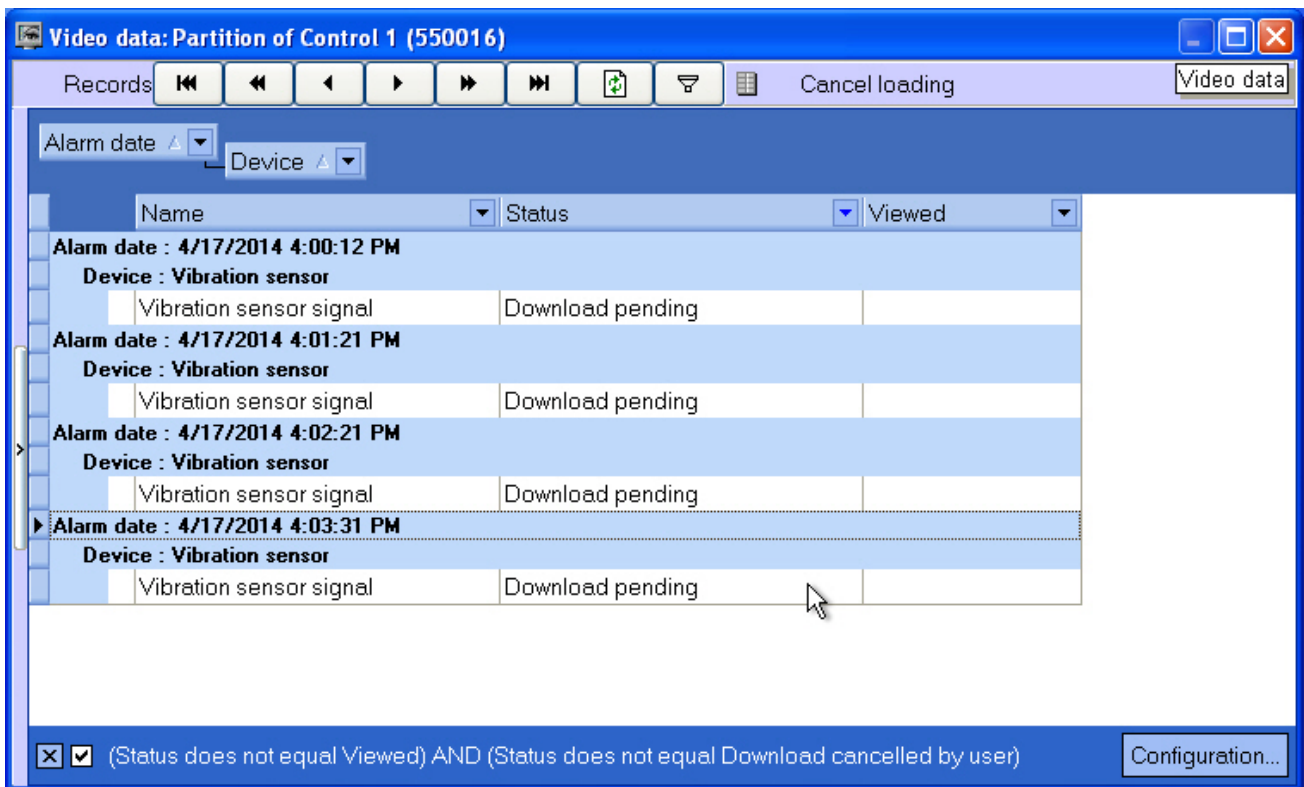 Video data: Partition of Control 1 (550016)
Records Cancel loading Video data
Alarm date
Device
Name Status Viewed
Alarm date : 4/17/2014 4:00:12 PM
Device : Vibration sensor
Vibration sensor signal Download pending
Alarm date : 4/17/2014 4:01:21 PM
Device : Vibration sensor
Vibration sensor signal Download pending
Alarm date : 4/17/2014 4:02:21 PM
Device : Vibration sensor
Vibration sensor signal Download pending
Alarm date : 4/17/2014 4:03:31 PM
Device : Vibration sensor
Vibration sensor signal Download pending
(Status does not equal Viewed) AND (Status does not equal Download cancelled by user) Configuration...